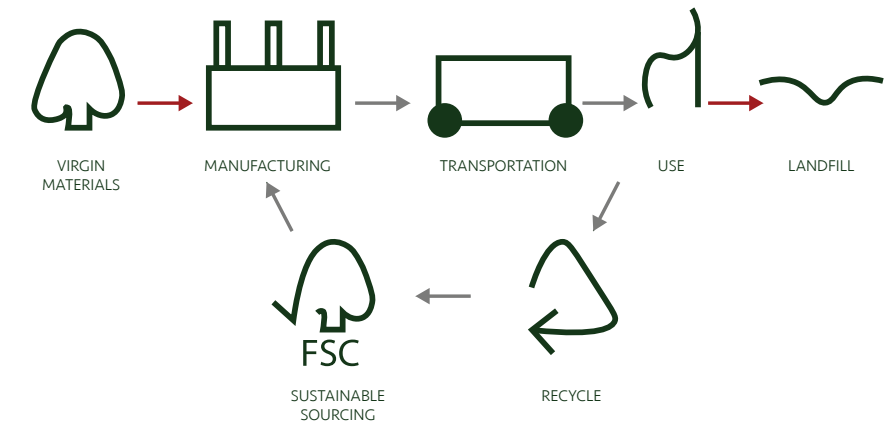 VIRGIN
MATERIALS
MANUFACTURING
TRANSPORTATION
USE
LANDFILL
FSC
SUSTAINABLE
SOURCING
RECYCLE